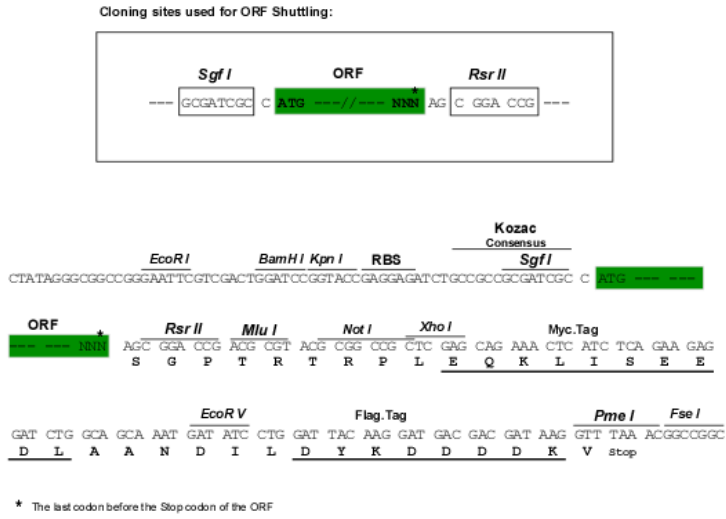 Cloning sites used for ORF Shuttling:
Sgf I ORF Rsr II
*
--- GCGATCGC C ATG ---//--- NNN AG C GGA CCG ---
Kozac
Consensus
EcoR I BamH I Kpn I RBS Sgf I
CTATAGGGCGGCCGGGAATTCGTCGACTGGATCCGGTACCGAGGAGATCTGCCGCCGCGATCGC C ATG --- ---
ORF * Rsr II Mlu I Not I Xho I Myc.Tag
--- --- NNN AGC GGA CCG ACG CGT ACG CGG CCG CTC GAG CAG AAA CTC ATC TCA GAA GAG
S G P T R T R P L E Q K L I S E E
EcoR V Flag.Tag Pme I Fse I
GAT CTG GCA GCA AAT GAT ATC CTG GAT TAC AAG GAT GAC GAC GAT AAG GTT TAA ACGGCCGGC
D L A A N D I L D Y K D D D D K V Stop
* The last codon before the Stop codon of the ORF